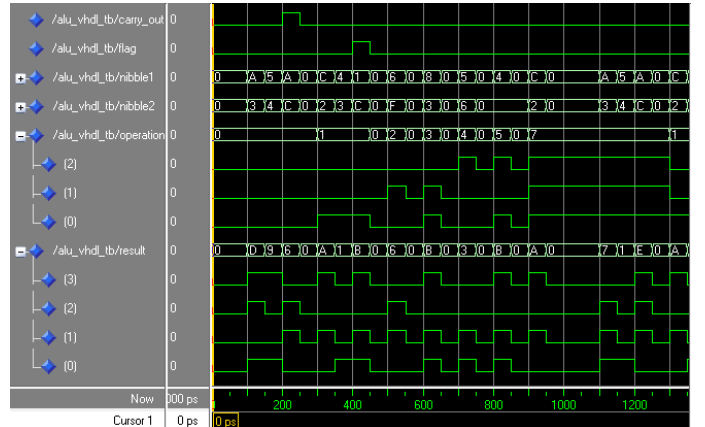 /alu_vhdl_tb/carry_out 0
/alu_vhdl_tb/flag 0
/alu_vhdl_tb/nibble1 0 0 A 5 A 0 C 4 1 0 6 0 8 0 5 0 4 0 C 0 A 5 A 0 C
/alu_vhdl_tb/nibble2 0 0 3 4 C 0 2 3 C 0 F 0 3 0 6 0 2 0 3 4 C 0 2
/alu_vhdl_tb/operation 0 0 1 0 2 0 3 0 4 0 5 0 7 1
(2) 0
(1) 0
(0) 0
/alu_vhdl_tb/result 0 0 D 9 6 0 A 1 B 0 6 0 B 0 3 0 B 0 A 0 7 1 E 0 A
(3) 0
(2) 0
(1) 0
(0) 0
Now 000 ps 200 400 600 800 1000 1200
Cursor 1 0 ps 0 ps